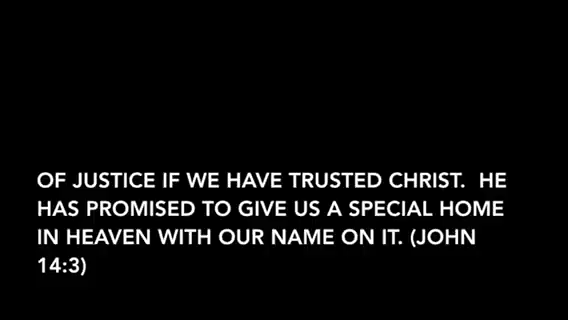 OF JUSTICE IF WE HAVE TRUSTED CHRIST.  HE
HAS PROMISED TO GIVE US A SPECIAL HOME
IN HEAVEN WITH OUR NAME ON IT. (JOHN
14:3)